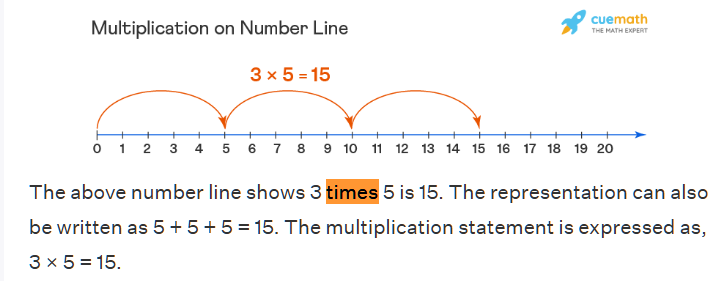 Multiplication on Number Line
cuemath
THE MATH EXPERT
3 × 5 = 15
0 1 2 3 4 5 6 7 8 9 10 11 12 13 14 15 16 17 18 19 20
The above number line shows 3 times 5 is 15. The representation can also
be written as 5 + 5 + 5 = 15. The multiplication statement is expressed as,
3 × 5 = 15.